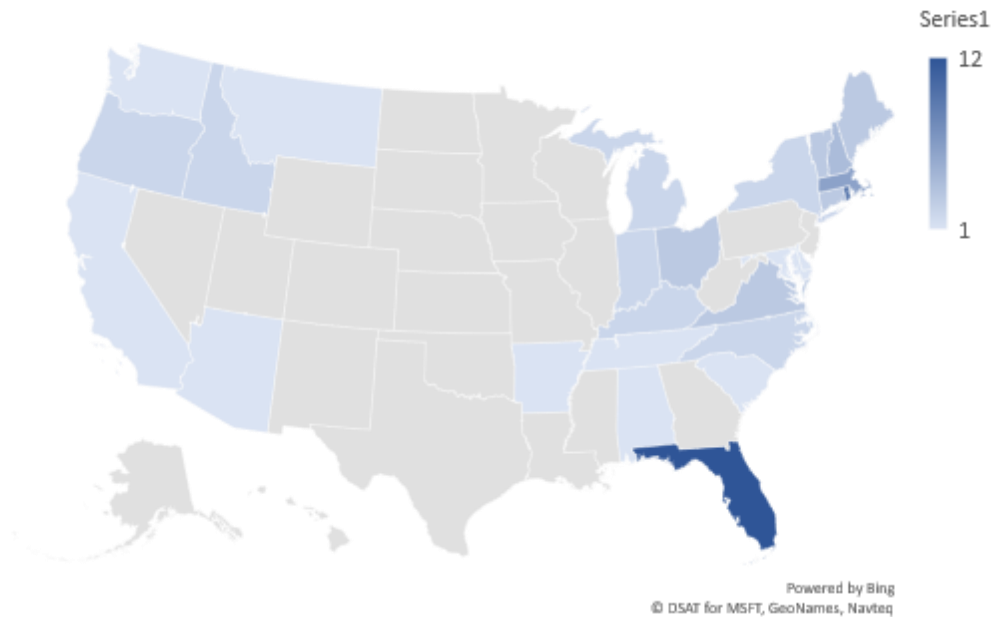 Series1
12
1
Powered by Bing
© DSAT for MSFT, GeoNames, Navteq